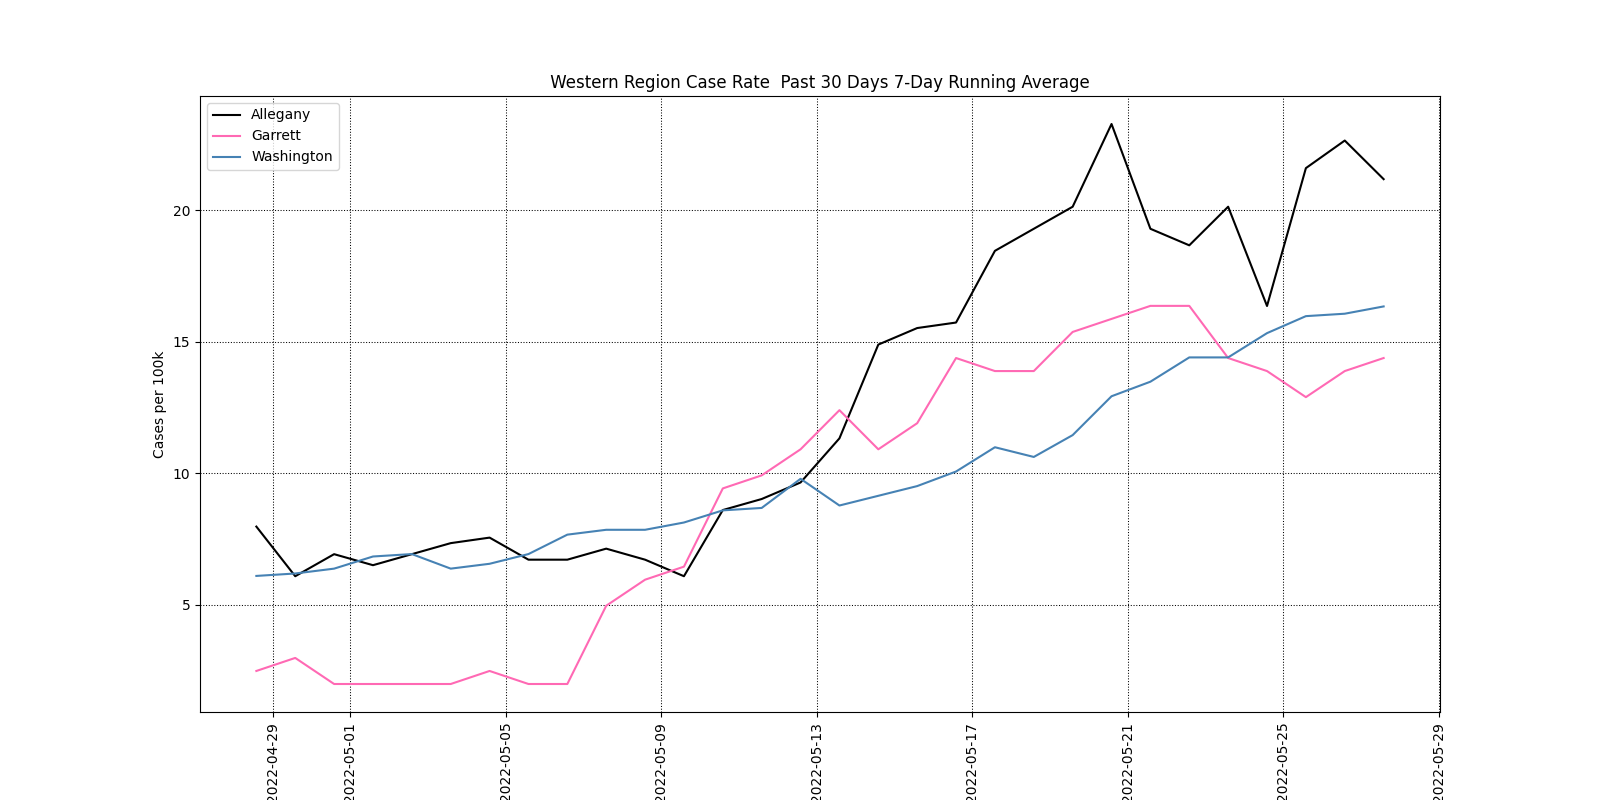 Western Region Case Rate  Past 30 Days 7-Day Running Average
Allegany
Garrett
Washington
Cases per 100k
20
15
10
5
2022-04-29
2022-05-01
2022-05-05
2022-05-09
2022-05-13
2022-05-17
2022-05-21
2022-05-25
2022-05-29